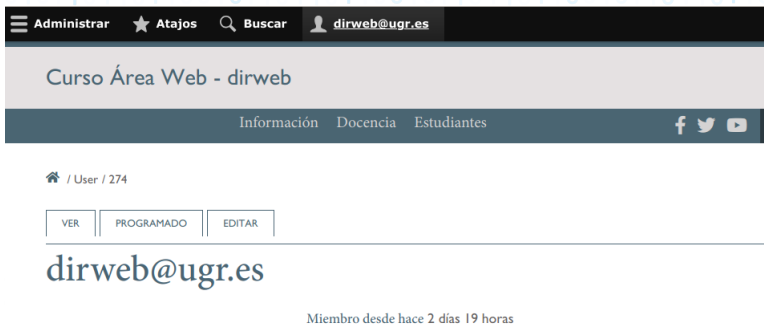 Administrar Atajos Buscar dirweb@ugr.es
Curso Área Web - dirweb
Información Docencia Estudiantes
/ User / 274
VER PROGRAMADO EDITAR
dirweb@ugr.es
Miembro desde hace 2 días 19 horas